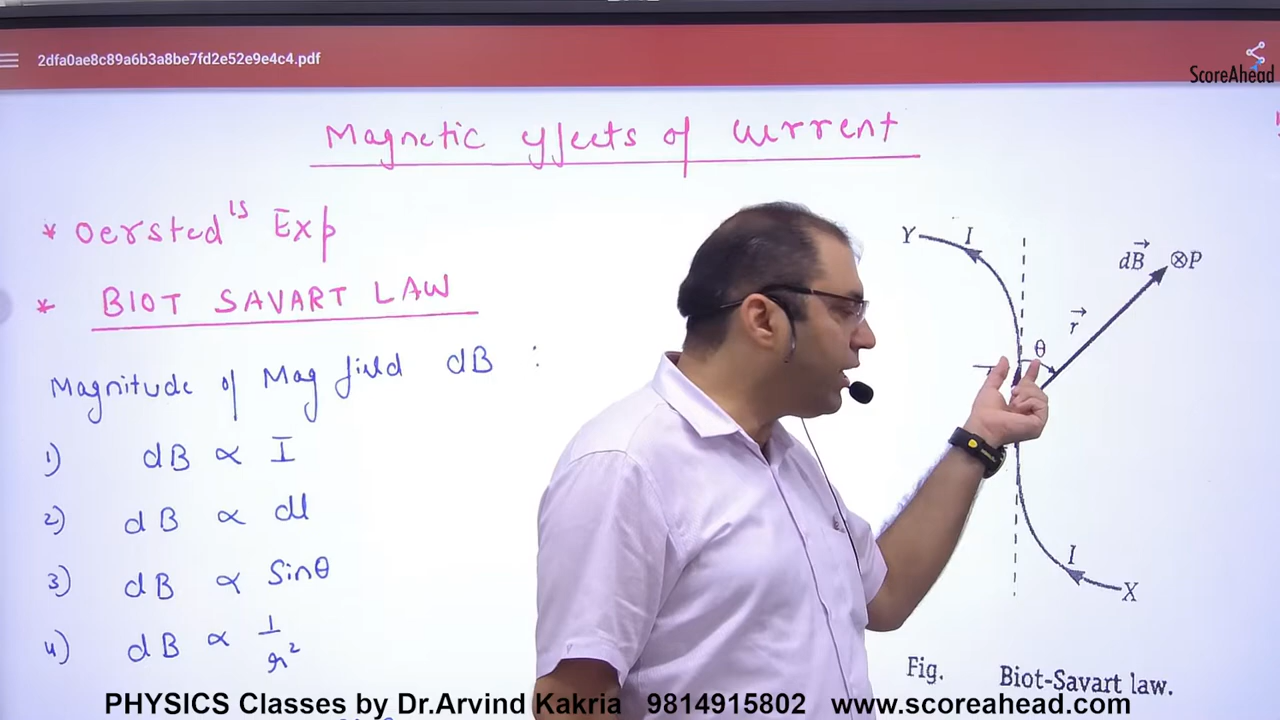 2dfa0ae8c89a6b3a8be7fd2e52e9e4c4.pdf
ScoreAhead
Magnetic effects of current
* Oersted's Exp
* BIOT SAVART LAW
Magnitude of Mag field dB :
1) dB ∝ I
2) dB ∝ dl
3) dB ∝ Sinθ
4) dB ∝ 1/r²
Y I
dB⃗ ⊗P
r⃗
θ
I
X
Fig. Biot-Savart law.
PHYSICS Classes by Dr.Arvind Kakria 9814915802 www.scoreahead.com